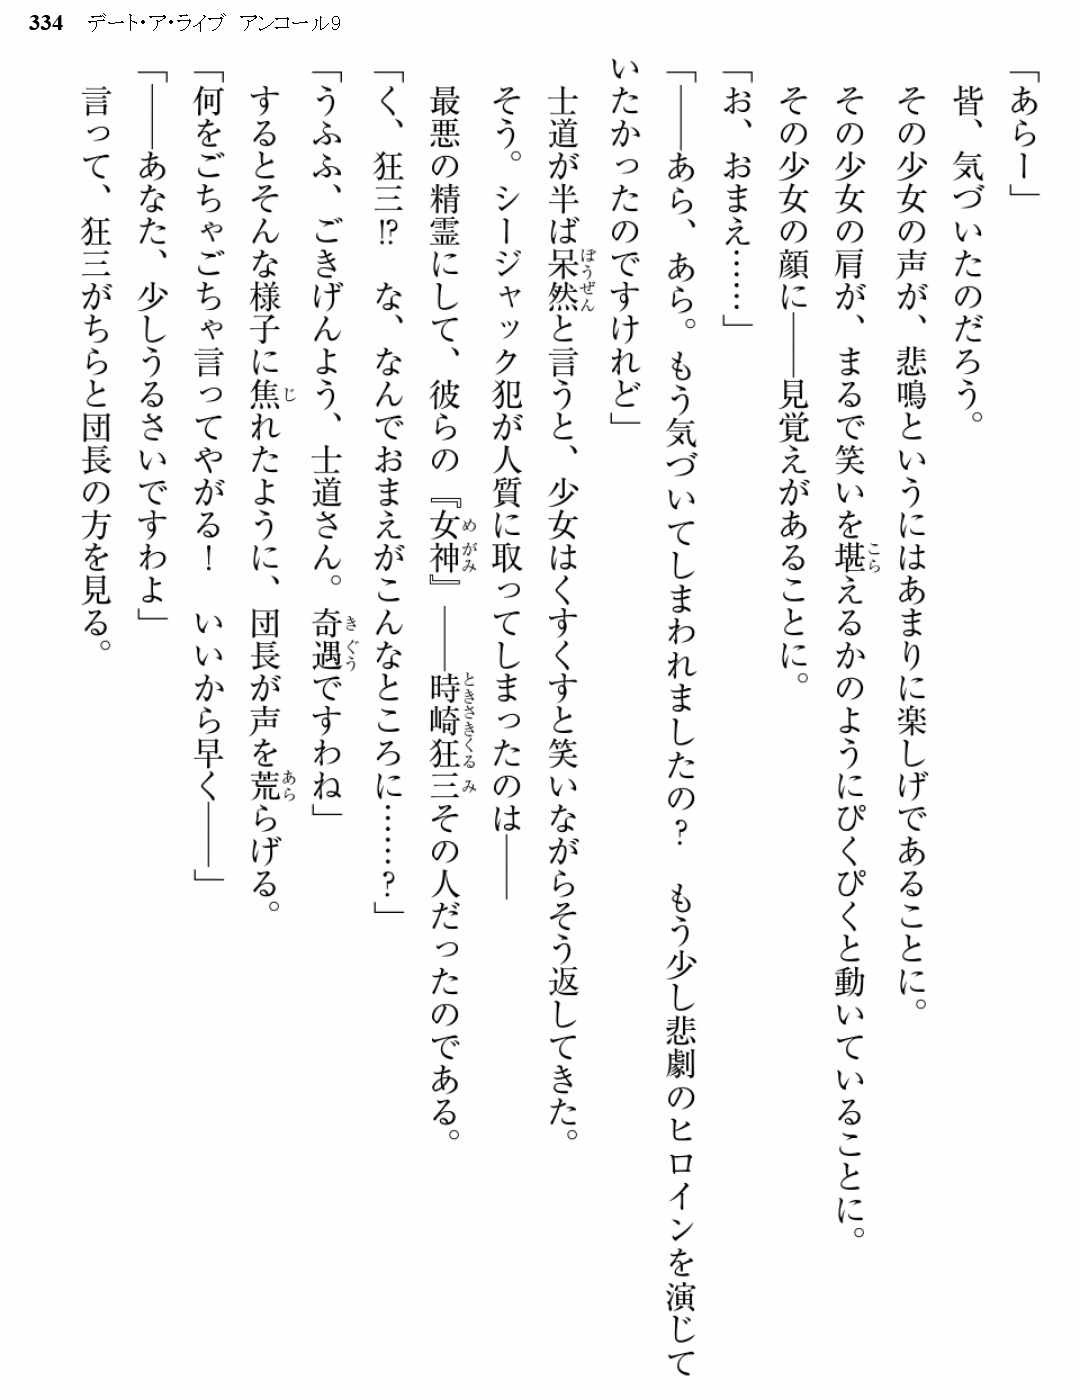 334 デート・ア・ライブ アンコール9
「あらー」
皆、気づいたのだろう。
その少女の声が、悲鳴というにはあまりに楽しげであることに。
その少女の肩が、まるで笑いを堪えるかのようにぴくぴくと動いていることに。
その少女の顔に――見覚えがあることに。
「お、おまえ……」
「――あら、あら。もう気づいてしまわれましたの？　もう少し悲劇のヒロインを演じて
いたかったのですけれど」
士道が半ば呆然と言うと、少女はくすくすと笑いながらそう返してきた。
そう。シージャック犯が人質に取ってしまったのは――
最悪の精霊にして、彼らの『女神』――時崎狂三その人だったのである。
「く、狂三!?　な、なんでおまえがこんなところに……？」
「うふふ、ごきげんよう、士道さん。奇遇ですわね」
するとそんな様子に焦れたように、団長が声を荒らげる。
「何をごちゃごちゃ言ってやがる！　いいから早く――」
「――あなた、少しうるさいですわよ」
言って、狂三がちらと団長の方を見る。